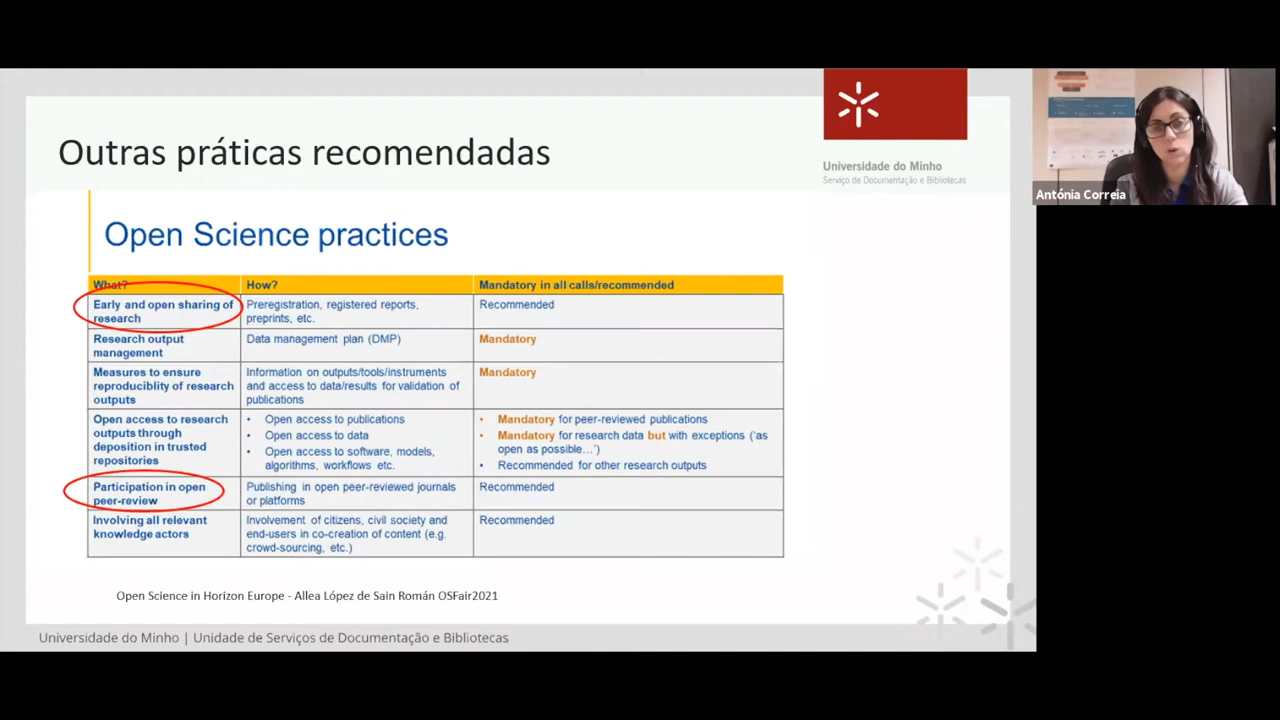 Outras práticas recomendadas
Universidade do Minho
Serviço de Documentação e Bibliotecas
Antónia Correia
Open Science practices
What?
How?
Mandatory in all calls/recommended
Early and open sharing of
research
Preregistration, registered reports,
preprints, etc.
Recommended
Research output
management
Data management plan (DMP)
Mandatory
Measures to ensure
reproduciblity of research
outputs
Information on outputs/tools/instruments
and access to data/results for validation of
publications
Mandatory
Open access to research
outputs through
deposition in trusted
repositories
• Open access to publications
• Open access to data
• Open access to software, models,
algorithms, workflows etc.
• Mandatory for peer-reviewed publications
• Mandatory for research data but with exceptions ('as
open as possible…')
• Recommended for other research outputs
Participation in open
peer-review
Publishing in open peer-reviewed journals
or platforms
Recommended
Involving all relevant
knowledge actors
Involvement of citizens, civil society and
end-users in co-creation of content (e.g.
crowd-sourcing, etc.)
Recommended
Open Science in Horizon Europe - Allea López de Sain Román OSFair2021
Universidade do Minho | Unidade de Serviços de Documentação e Bibliotecas